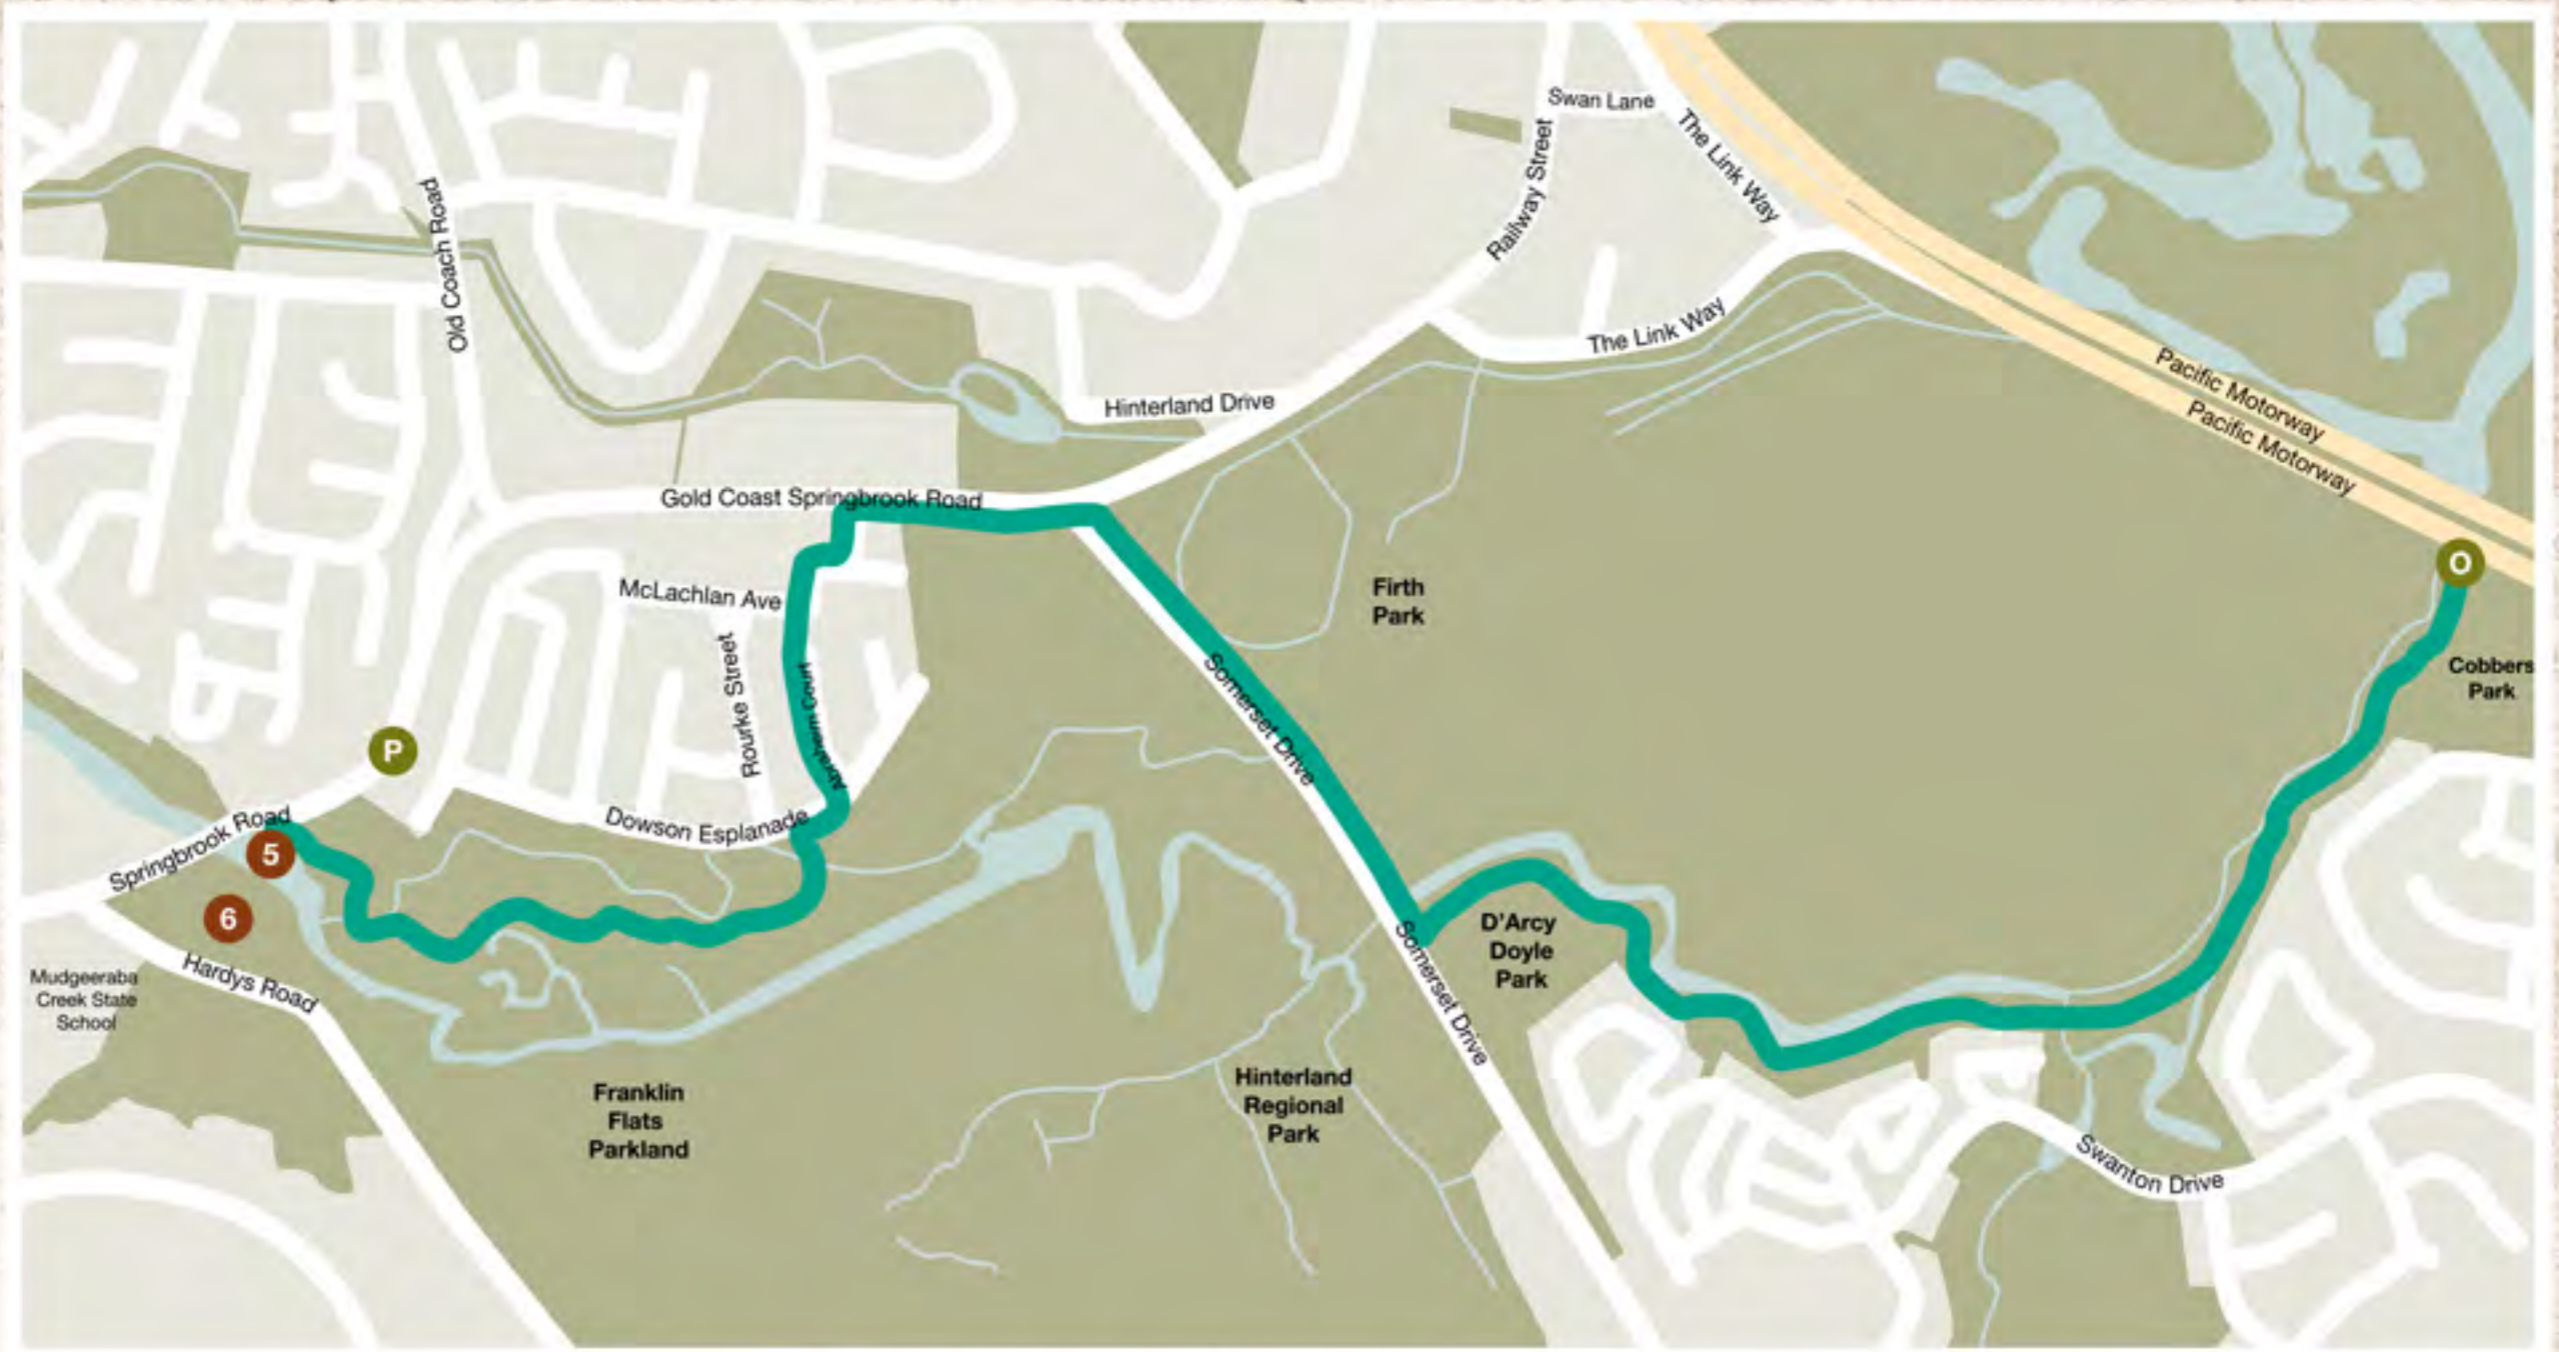 Swan Lane
The Link Way
Railway Street
Old Coach Road
The Link Way
Pacific Motorway
Pacific Motorway
Hinterland Drive
Gold Coast Springbrook Road
O
Firth
Park
McLachlan Ave
Rourke Street
Abraham Court
Somerset Drive
Cobbers
Park
P
Dowson Esplanade
Springbrook Road
5
6
D'Arcy
Doyle
Park
Somerset Drive
Hardys Road
Mudgeeraba
Creek State
School
Franklin
Flats
Parkland
Hinterland
Regional
Park
Swanton Drive